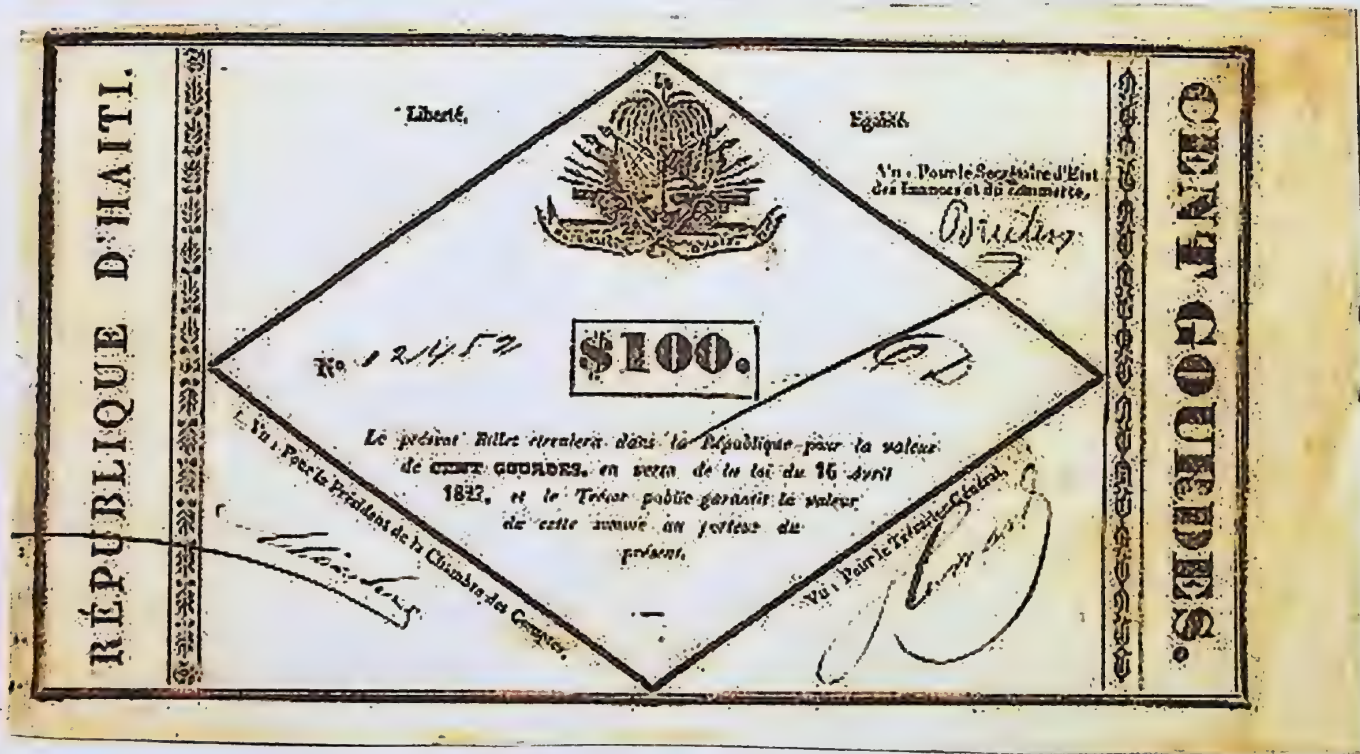 RÉPUBLIQUE D'HAITI.
Liberté,
Egalité.
Vu : Pour le Secrétaire d'Etat
des finances et du commerce,
No.
$100.
Le présent Billet circulera dans la République pour la valeur
de CENT GOURDES, en vertu de la loi du 16 Avril
1827, et le Trésor public garantit la valeur
de cette somme au porteur du
présent.
Vu : Pour le Président de la Chambre des Comptes,
Vu : Pour le Trésorier Général,
CENT GOURDES.